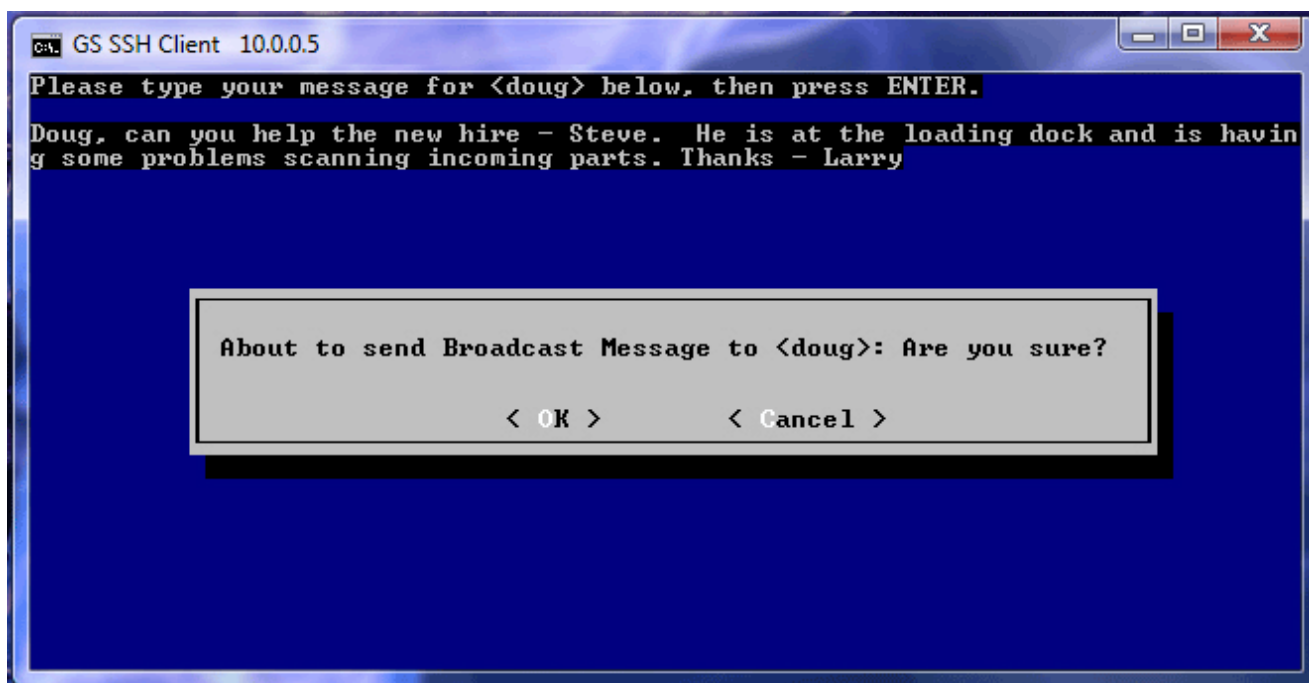 GS SSH Client 10.0.0.5
Please type your message for <doug> below, then press ENTER.
Doug, can you help the new hire - Steve.  He is at the loading dock and is havin
g some problems scanning incoming parts. Thanks - Larry
About to send Broadcast Message to <doug>: Are you sure?
< OK > < Cancel >